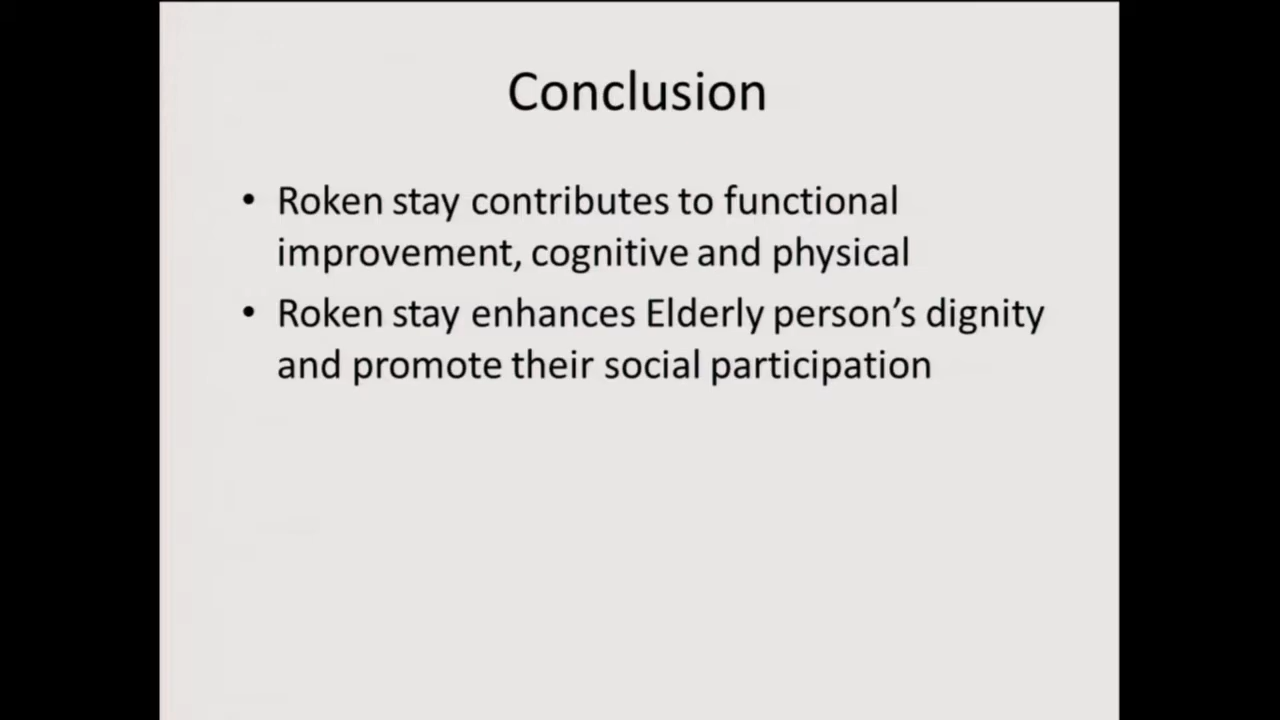 Conclusion
• Roken stay contributes to functional
improvement, cognitive and physical
• Roken stay enhances Elderly person’s dignity
and promote their social participation